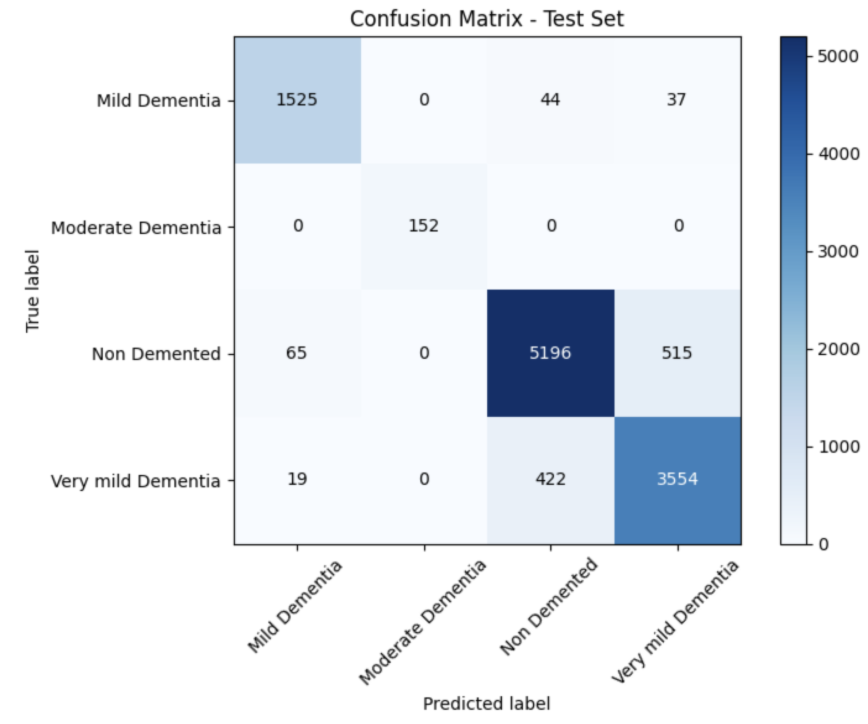 Confusion Matrix - Test Set
True label
Mild Dementia 1525 0 44 37
Moderate Dementia 0 152 0 0
Non Demented 65 0 5196 515
Very mild Dementia 19 0 422 3554
Mild Dementia Moderate Dementia Non Demented Very mild Dementia
Predicted label
5000
4000
3000
2000
1000
0